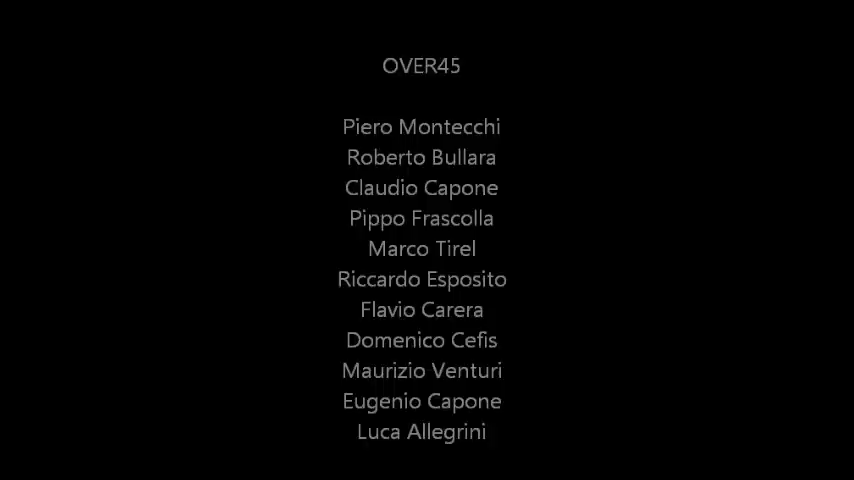 OVER45
Piero Montecchi
Roberto Bullara
Claudio Capone
Pippo Frascolla
Marco Tirel
Riccardo Esposito
Flavio Carera
Domenico Cefis
Maurizio Venturi
Eugenio Capone
Luca Allegrini